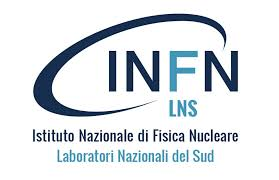 INFN
LNS
Istituto Nazionale di Fisica Nucleare
Laboratori Nazionali del Sud